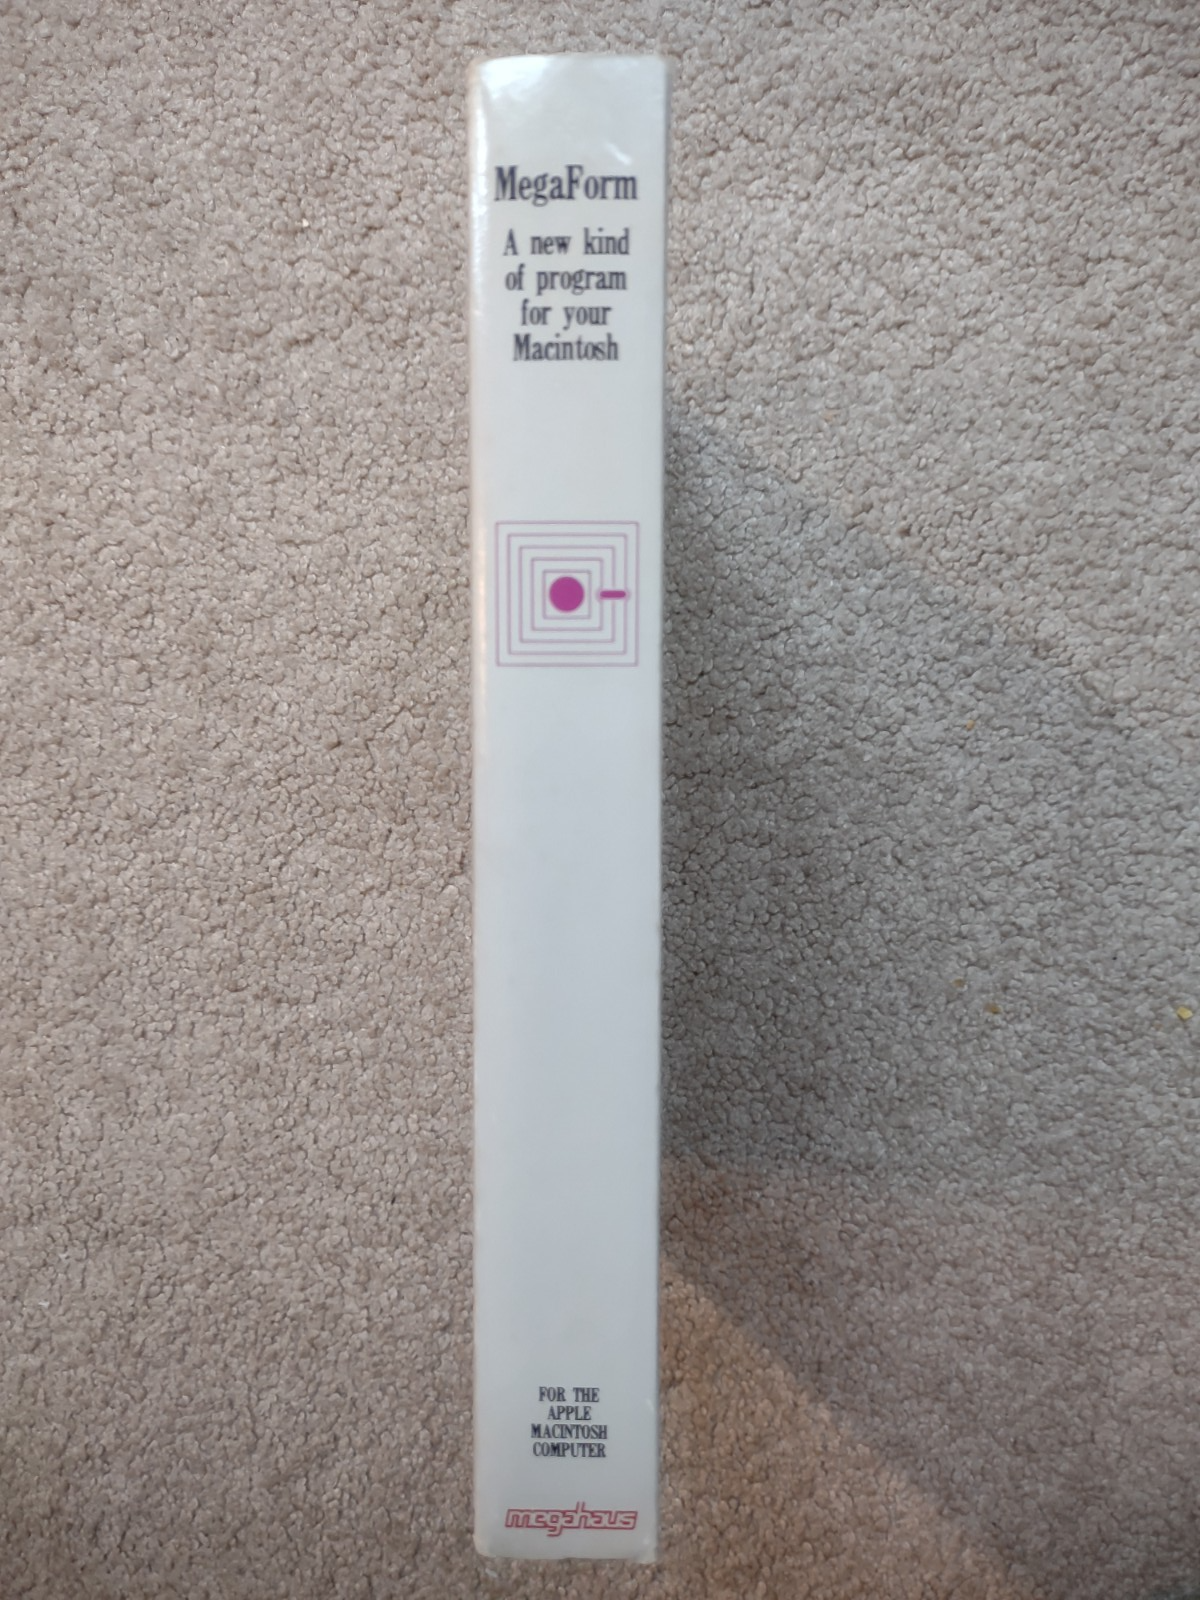 MegaForm
A new kind
of program
for your
Macintosh
FOR THE
APPLE
MACINTOSH
COMPUTER
megahaus